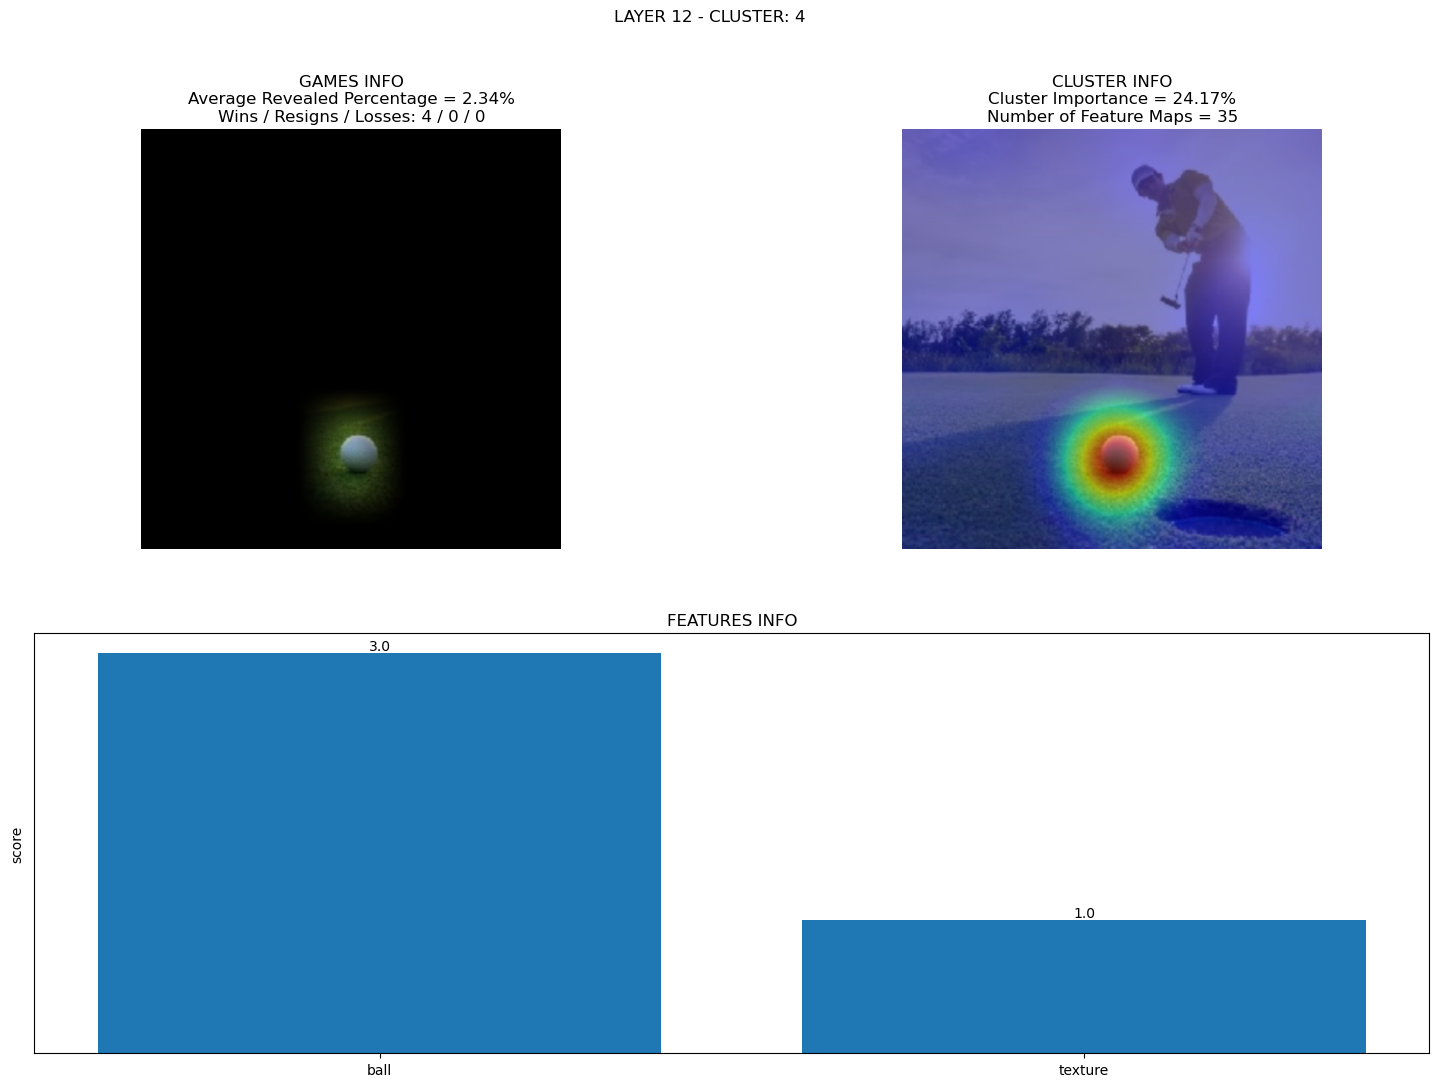 LAYER 12 - CLUSTER: 4
GAMES INFO
Average Revealed Percentage = 2.34%
Wins / Resigns / Losses: 4 / 0 / 0
CLUSTER INFO
Cluster Importance = 24.17%
Number of Feature Maps = 35
FEATURES INFO
3.0
1.0
score
ball
texture